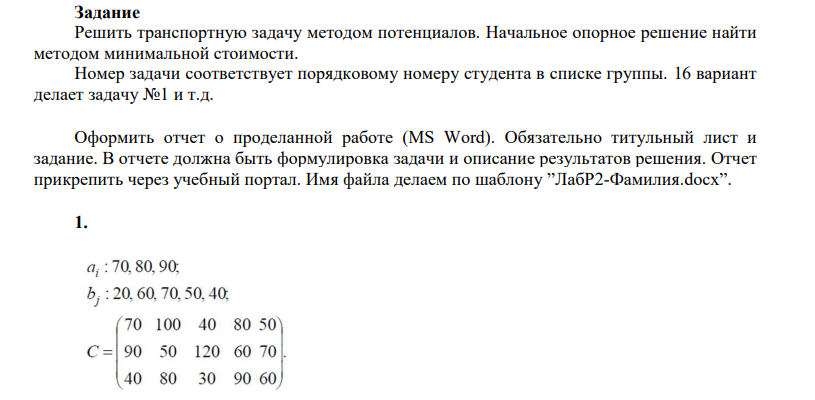 Задание
Решить транспортную задачу методом потенциалов. Начальное опорное решение найти
методом минимальной стоимости.
Номер задачи соответствует порядковому номеру студента в списке группы. 16 вариант
делает задачу №1 и т.д.
Оформить отчет о проделанной работе (MS Word). Обязательно титульный лист и
задание. В отчете должна быть формулировка задачи и описание результатов решения. Отчет
прикрепить через учебный портал. Имя файла делаем по шаблону ”ЛабР2-Фамилия.docx”.
1.
a_i : 70, 80, 90;
b_j : 20, 60, 70, 50, 40;
70 100 40 80 50
C = 90 50 120 60 70 .
40 80 30 90 60